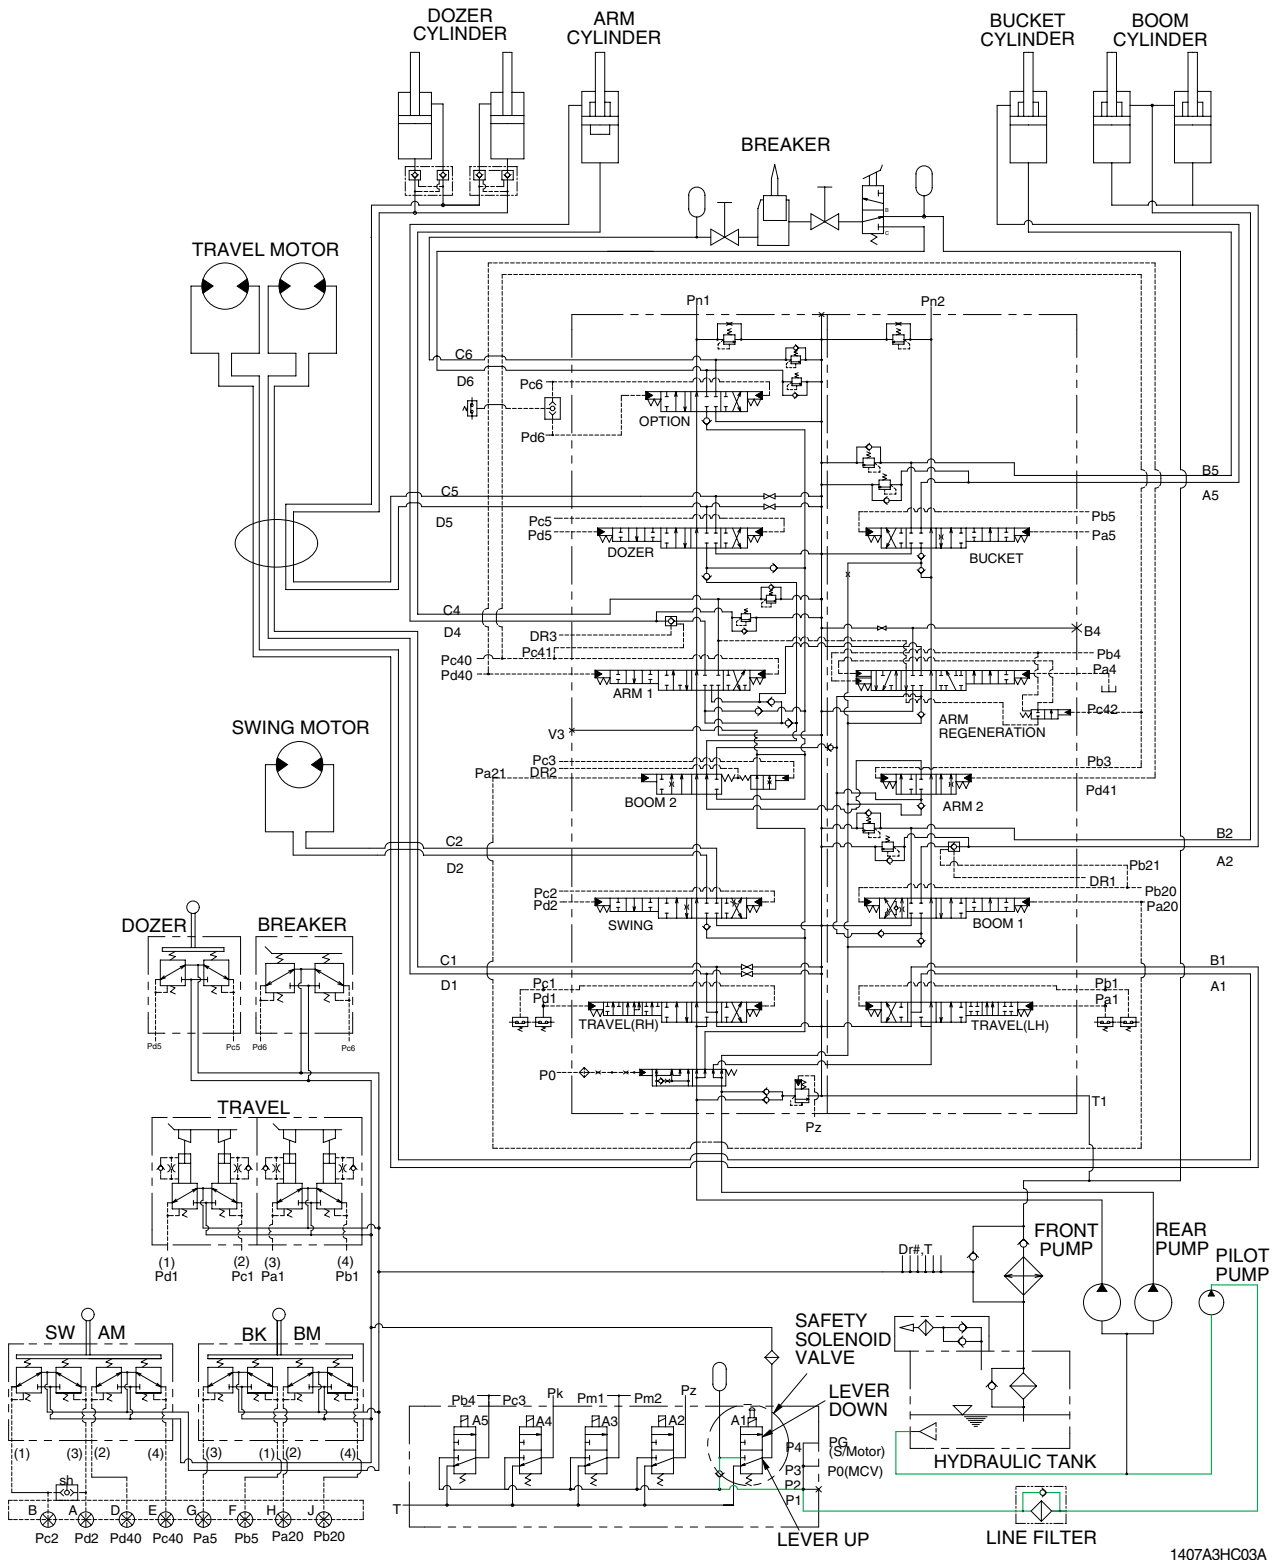 DOZER
CYLINDER
ARM
CYLINDER
BUCKET
CYLINDER
BOOM
CYLINDER
BREAKER
B
C
TRAVEL MOTOR
Pn1
Pn2
C6
D6
Pc6
OPTION
Pd6
B5
A5
C5
D5
Pc5
Pd5
DOZER
BUCKET
Pb5
Pa5
C4
D4
DR3
Pc41
Pc40
Pd40
ARM 1
B4
Pb4
Pa4
Pc42
ARM
REGENERATION
SWING MOTOR
V3
Pc3
DR2
Pa21
BOOM 2
ARM 2
Pb3
Pd41
C2
D2
B2
A2
Pb21
DR1
Pb20
Pa20
Pc2
Pd2
SWING
BOOM 1
DOZER
BREAKER
Pd5
Pc5
Pd6
Pc6
C1
D1
B1
A1
Pc1
Pd1
TRAVEL(RH)
TRAVEL(LH)
Pb1
Pa1
P0
Pz
T1
TRAVEL
(1)
Pd1
(2)
Pc1
(3)
Pa1
(4)
Pb1
Dr#,T
FRONT
PUMP
REAR
PUMP
PILOT
PUMP
SW
AM
BK
BM
(1)
(3)
(2)
(4)
(3)
(1)
(2)
(4)
sh
B
A
D
E
G
F
H
J
Pc2
Pd2
Pd40
Pc40
Pa5
Pb5
Pa20
Pb20
SAFETY
SOLENOID
VALVE
LEVER
DOWN
Pb4
Pc3
Pk
Pm1
Pm2
Pz
A5
A4
A3
A2
A1
T
P4
PG
(S/Motor)
P3
P0(MCV)
P2
P1
LEVER UP
HYDRAULIC TANK
LINE FILTER
1407A3HC03A